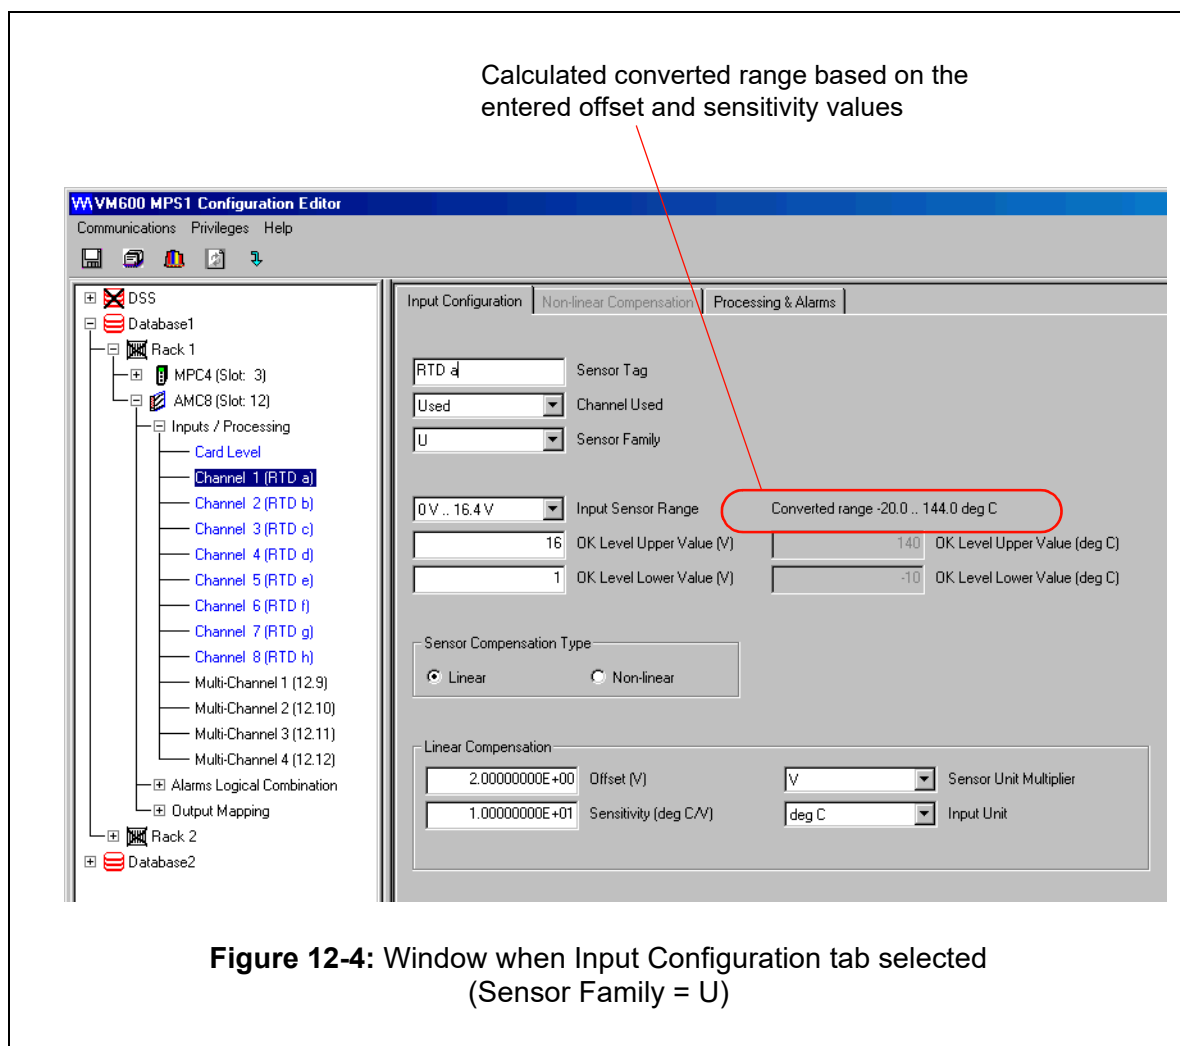 Calculated converted range based on the
entered offset and sensitivity values
VM600 MPS1 Configuration Editor
Communications Privileges Help
DSS
Database1
Rack 1
MPC4 (Slot: 3)
AMC8 (Slot: 12)
Inputs / Processing
Card Level
Channel 1 (RTD a)
Channel 2 (RTD b)
Channel 3 (RTD c)
Channel 4 (RTD d)
Channel 5 (RTD e)
Channel 6 (RTD f)
Channel 7 (RTD g)
Channel 8 (RTD h)
Multi-Channel 1 (12.9)
Multi-Channel 2 (12.10)
Multi-Channel 3 (12.11)
Multi-Channel 4 (12.12)
Alarms Logical Combination
Output Mapping
Rack 2
Database2
Input Configuration Non-linear Compensation Processing & Alarms
RTD a Sensor Tag
Used Channel Used
U Sensor Family
0 V .. 16.4 V Input Sensor Range Converted range -20.0 .. 144.0 deg C
16 OK Level Upper Value (V) 140 OK Level Upper Value (deg C)
1 OK Level Lower Value (V) -10 OK Level Lower Value (deg C)
Sensor Compensation Type
Linear Non-linear
Linear Compensation
2.00000000E+00 Offset (V) V Sensor Unit Multiplier
1.00000000E+01 Sensitivity (deg C/V) deg C Input Unit
Figure 12-4: Window when Input Configuration tab selected
(Sensor Family = U)